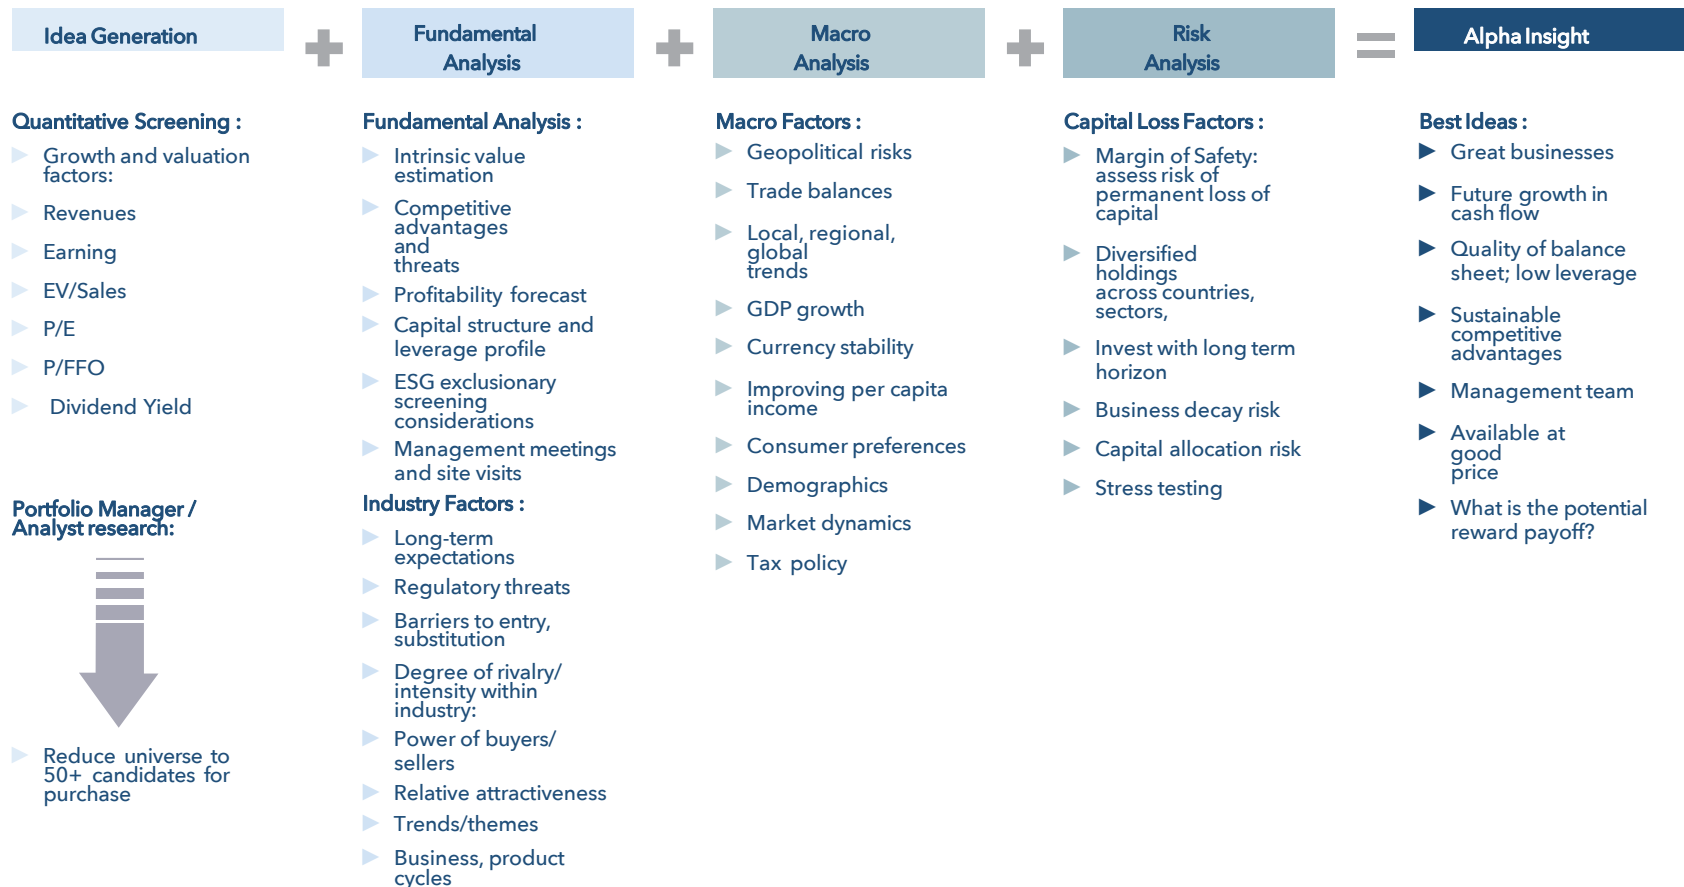 Idea Generation
Fundamental
Analysis
Macro
Analysis
Risk
Analysis
Alpha Insight
Quantitative Screening :
Growth and valuation
factors:
Revenues
Earning
EV/Sales
P/E
P/FFO
Dividend Yield
Portfolio Manager /
Analyst research:
Reduce universe to
50+ candidates for
purchase
Fundamental Analysis :
Intrinsic value
estimation
Competitive
advantages
and
threats
Profitability forecast
Capital structure and
leverage profile
ESG exclusionary
screening
considerations
Management meetings
and site visits
Industry Factors :
Long-term
expectations
Regulatory threats
Barriers to entry,
substitution
Degree of rivalry/
intensity within
industry:
Power of buyers/
sellers
Relative attractiveness
Trends/themes
Business, product
cycles
Macro Factors :
Geopolitical risks
Trade balances
Local, regional,
global
trends
GDP growth
Currency stability
Improving per capita
income
Consumer preferences
Demographics
Market dynamics
Tax policy
Capital Loss Factors :
Margin of Safety:
assess risk of
permanent loss of
capital
Diversified
holdings
across countries,
sectors,
Invest with long term
horizon
Business decay risk
Capital allocation risk
Stress testing
Best Ideas :
Great businesses
Future growth in
cash flow
Quality of balance
sheet; low leverage
Sustainable
competitive
advantages
Management team
Available at
good
price
What is the potential
reward payoff?